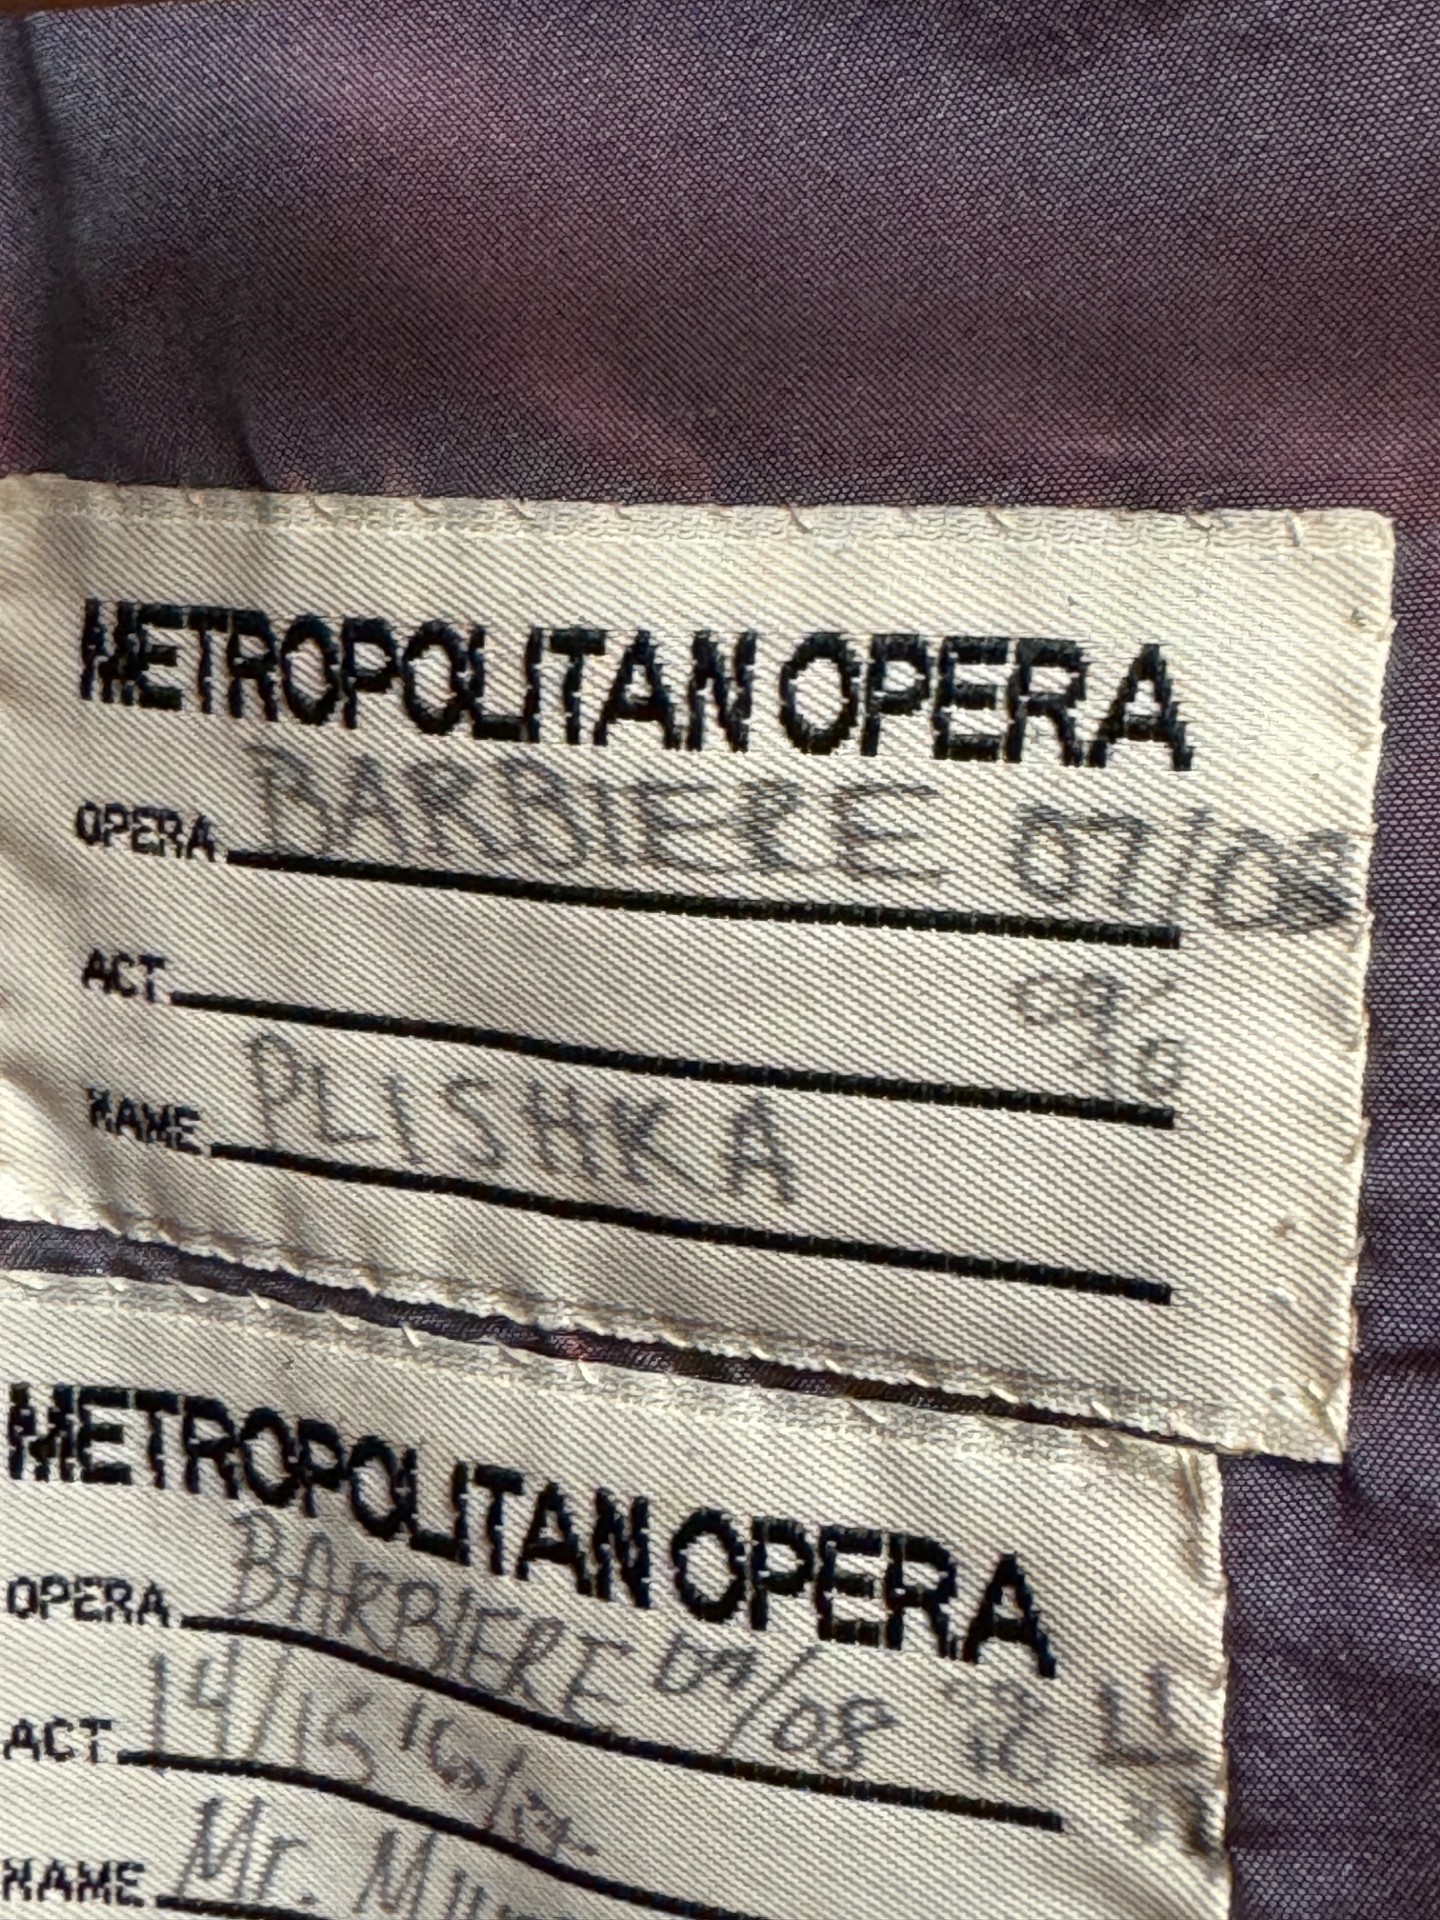 METROPOLITAN OPERA
OPERA BARBIERE 07/08
ACT 09/
10
NAME PLISHKA
METROPOLITAN OPERA
OPERA BARBIERE 07/08
ACT 14/15
NAME Mr.